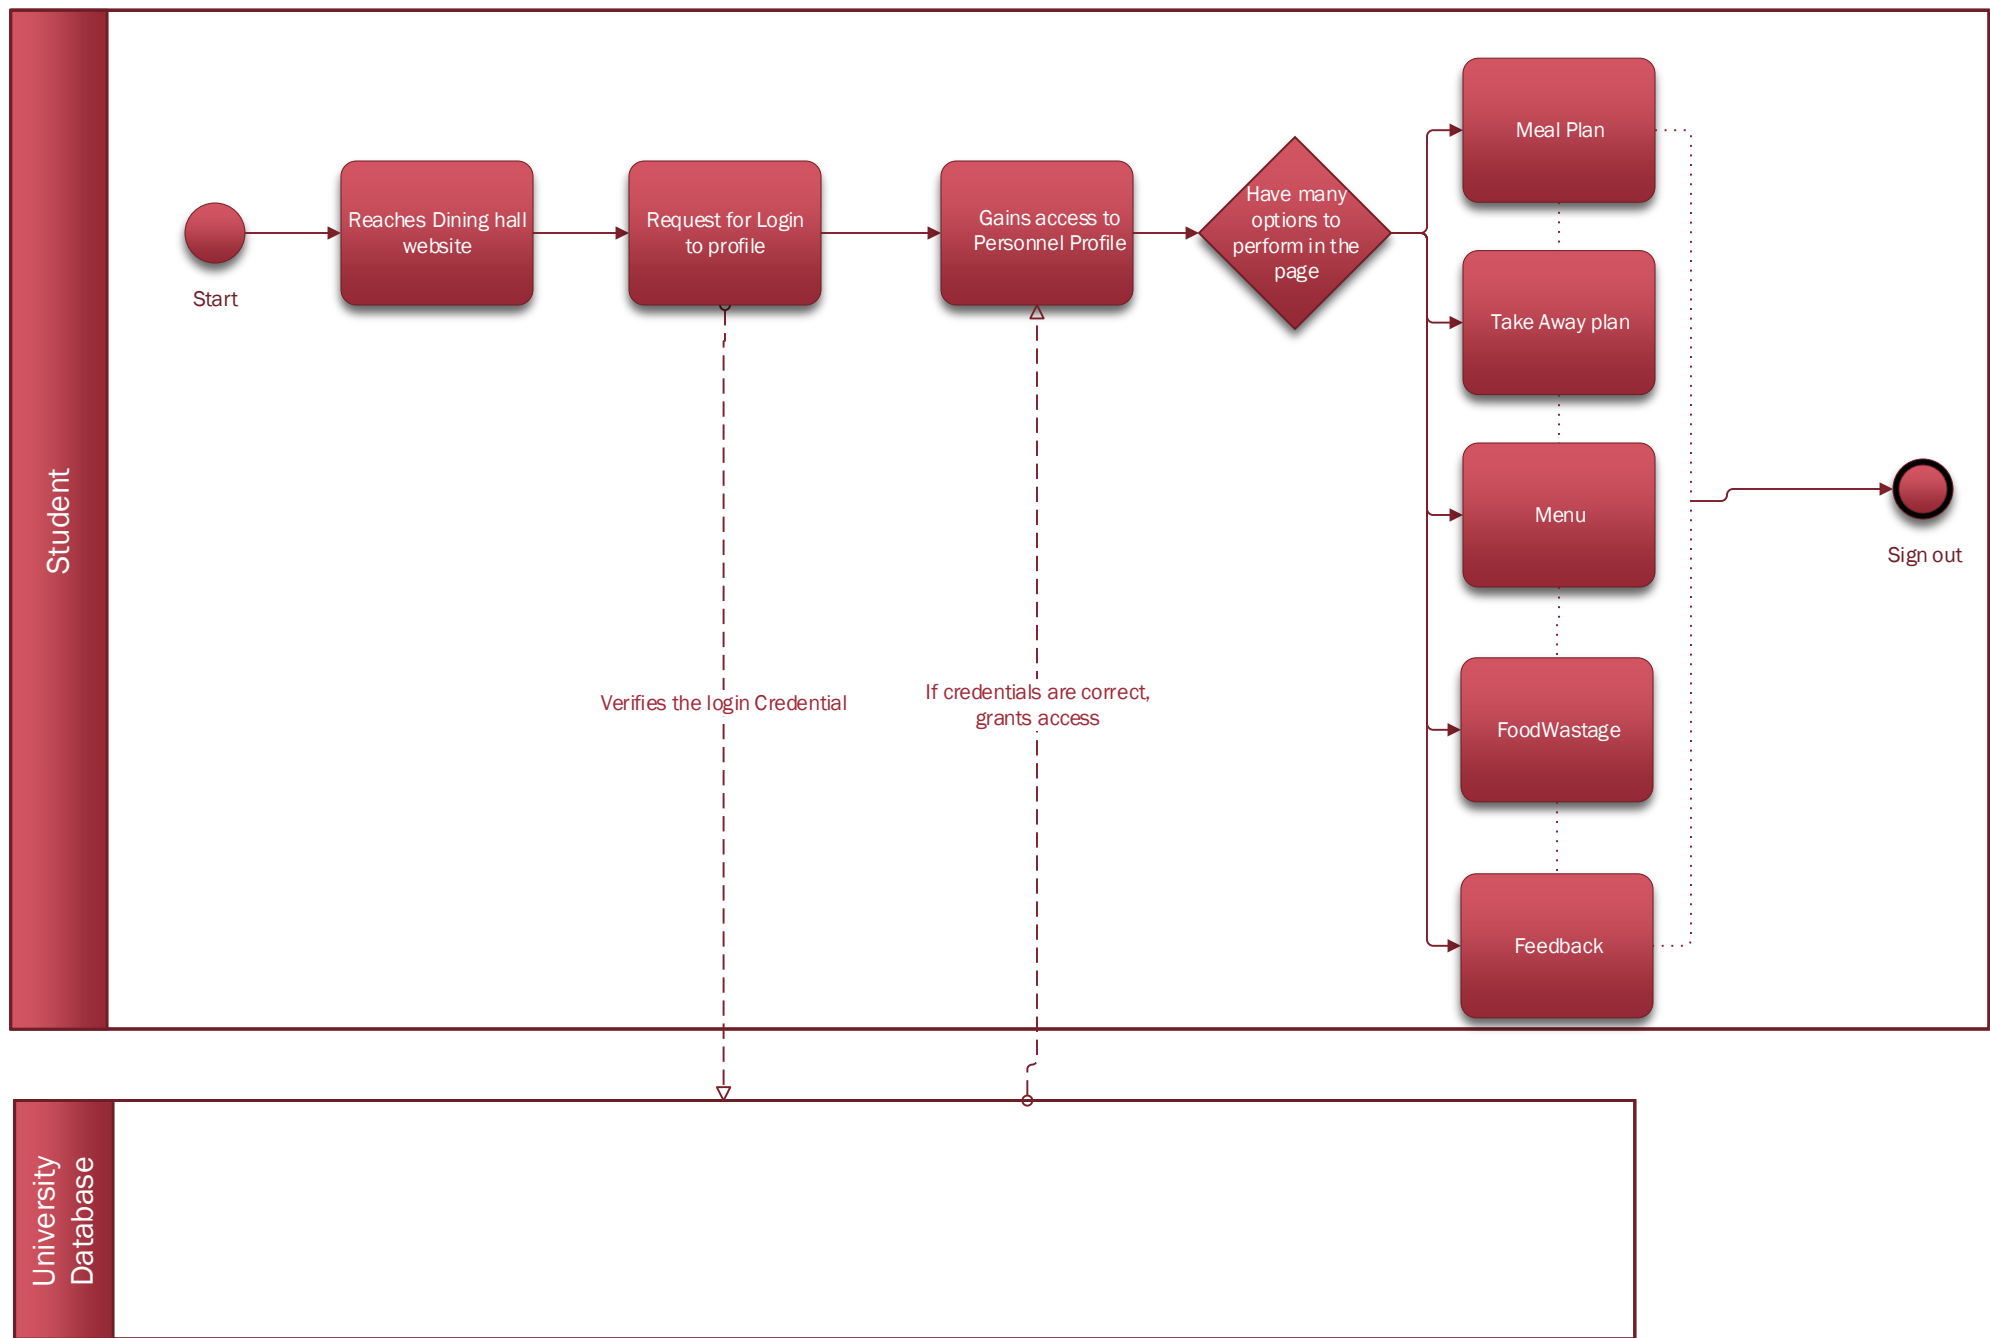 Student
Start
Reaches Dining hall
website
Request for Login
to profile
Gains access to
Personnel Profile
Have many
options to
perform in the
page
Meal Plan
Take Away plan
Menu
FoodWastage
Feedback
Sign out
Verifies the login Credential
If credentials are correct,
grants access
University
Database